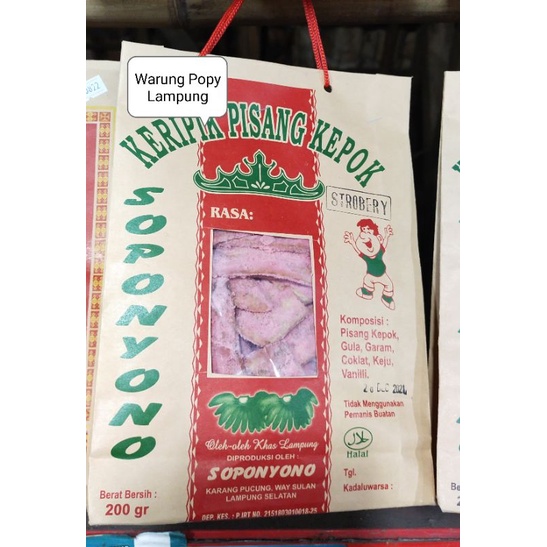 Warung Popy
Lampung
KERIPIK PISANG KEPOK
SOPONYONO
RASA:
STROBERY
Komposisi :
Pisang Kepok,
Gula, Garam,
Coklat, Keju,
Vanilli.
Tidak Menggunakan
Pemanis Buatan
Halal
Tgl.
Kadaluwarsa :
Oleh-oleh Khas Lampung
DIPRODUKSI OLEH :
SOPONYONO
KARANG PUCUNG, WAY SULAN
LAMPUNG SELATAN
Berat Bersih :
200 gr